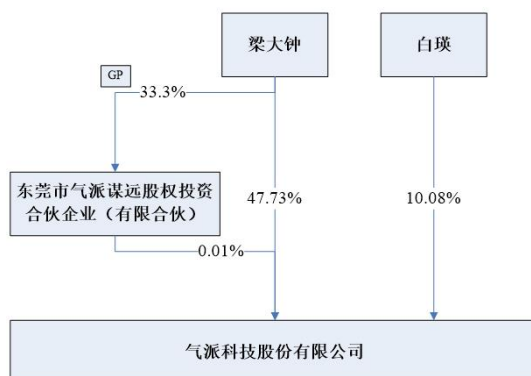 梁大钟
白瑛
GP
33.3%
东莞市气派谋远股权投资
合伙企业（有限合伙）
47.73%
10.08%
0.01%
气派科技股份有限公司